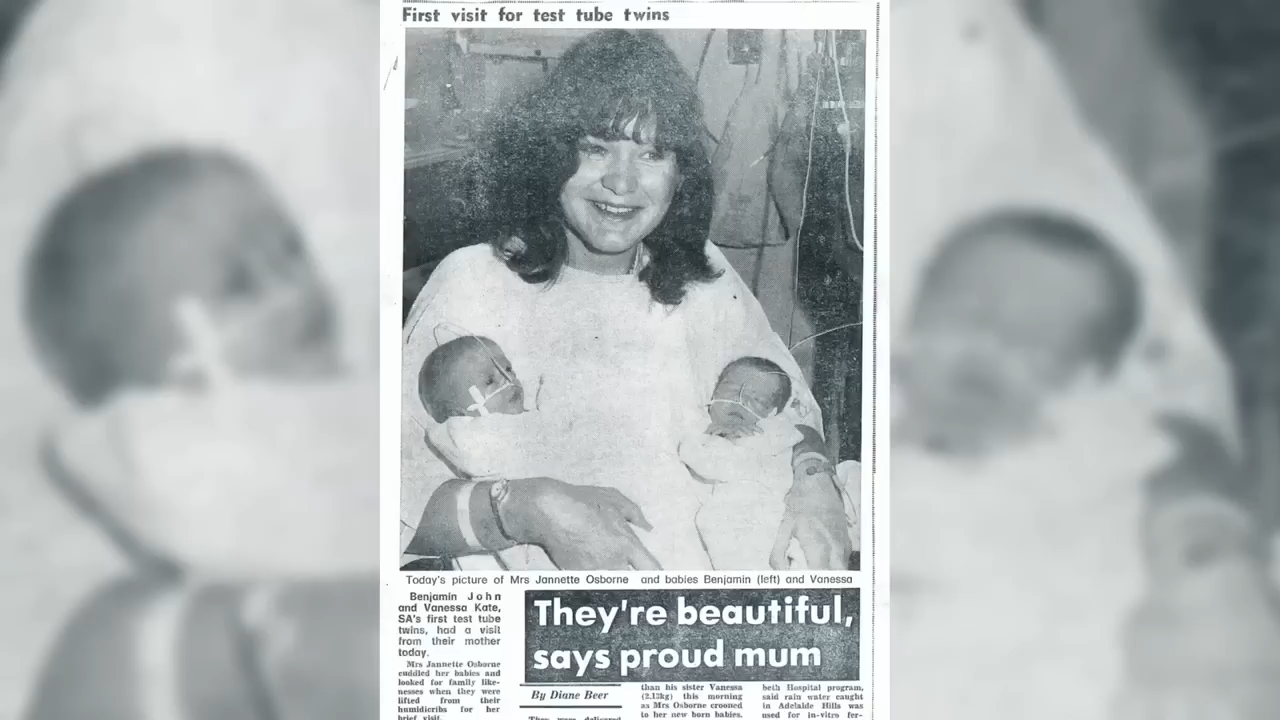 First visit for test tube twins
Today's picture of Mrs Jannette Osborne and babies Benjamin (left) and Vanessa
Benjamin John
and Vanessa Kate,
SA's first test tube
twins, had a visit
from their mother
today.
Mrs Jannette Osborne
cuddled her babies and
looked for family like-
nesses when they were
lifted from their
humidicribs for her
brief visit.
They're beautiful,
says proud mum
By Diane Beer
They were delivered
than his sister Vanessa
(2.13kg) this morning
as Mrs Osborne crooned
to her new born babies.
beth Hospital program,
said rain water caught
in Adelaide Hills was
used for in-vitro fer-